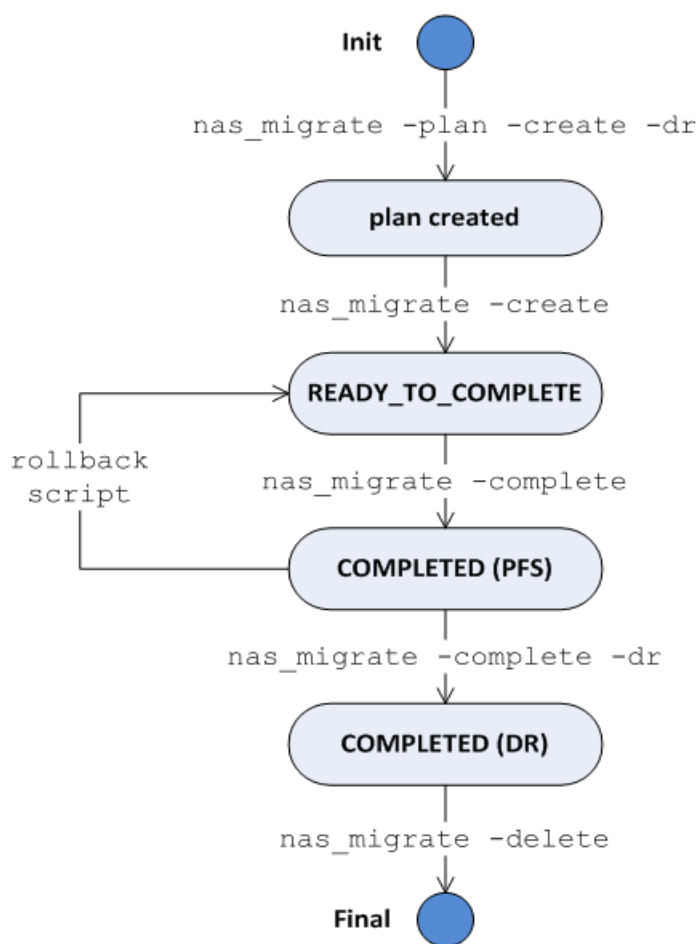 Init
nas_migrate -plan -create -dr
plan created
nas_migrate -create
READY_TO_COMPLETE
rollback
script
nas_migrate -complete
COMPLETED (PFS)
nas_migrate -complete -dr
COMPLETED (DR)
nas_migrate -delete
Final